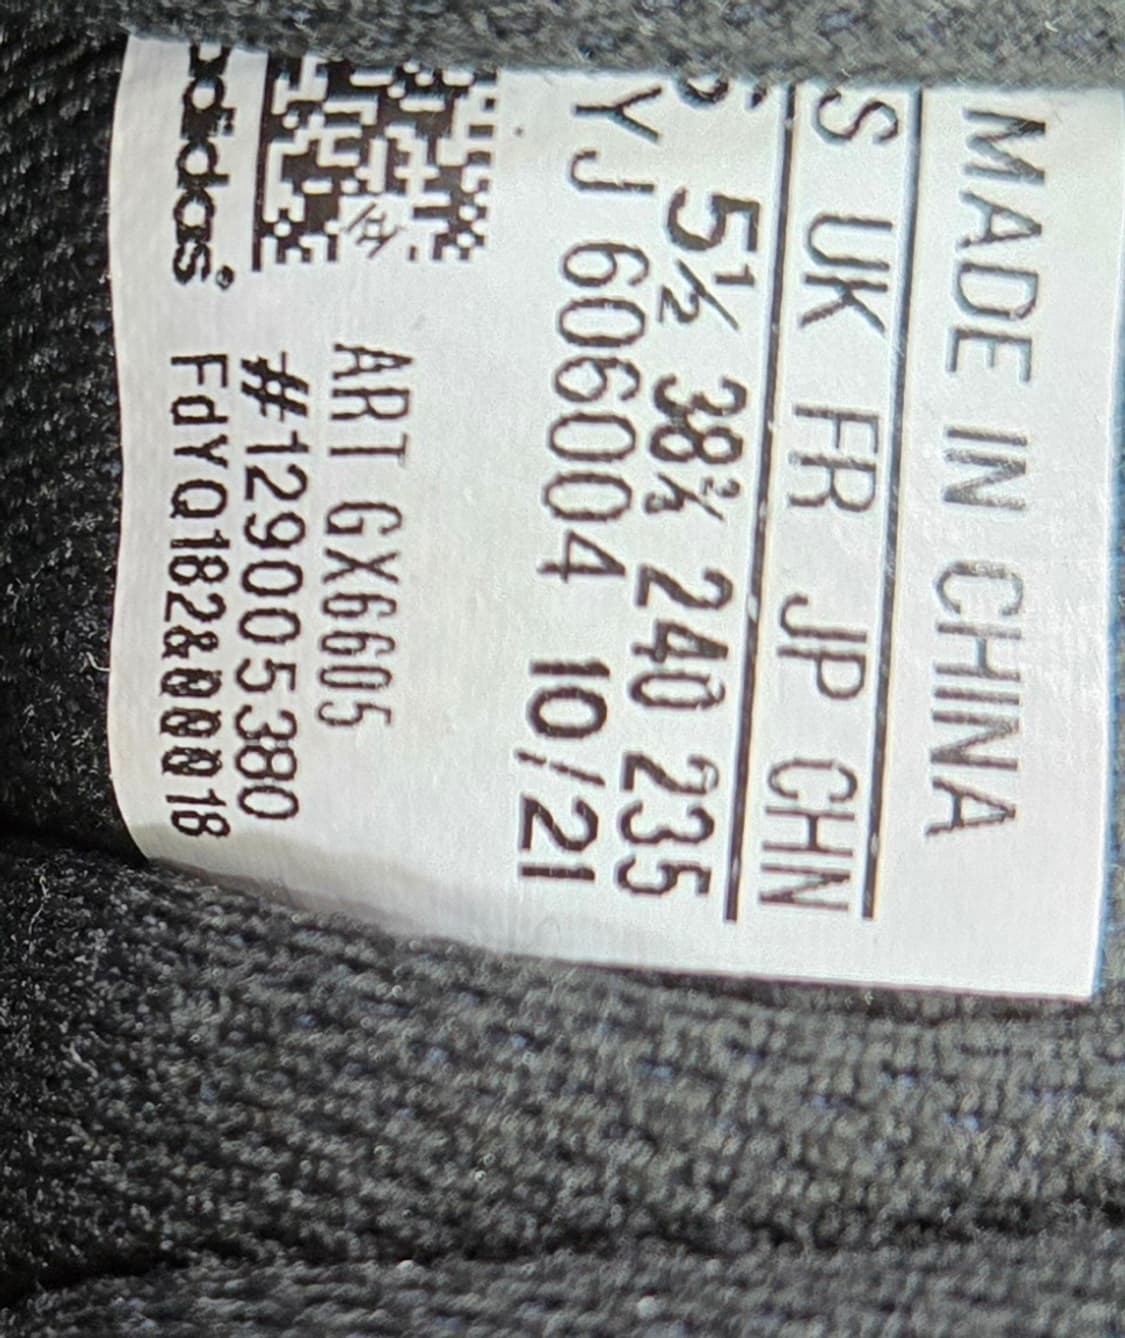 MADE IN CHINA
S UK FR JP CHN
5½ 38⅔ 240 235
YJ 606004 10/21
ART GX6605
#129005380
adidas